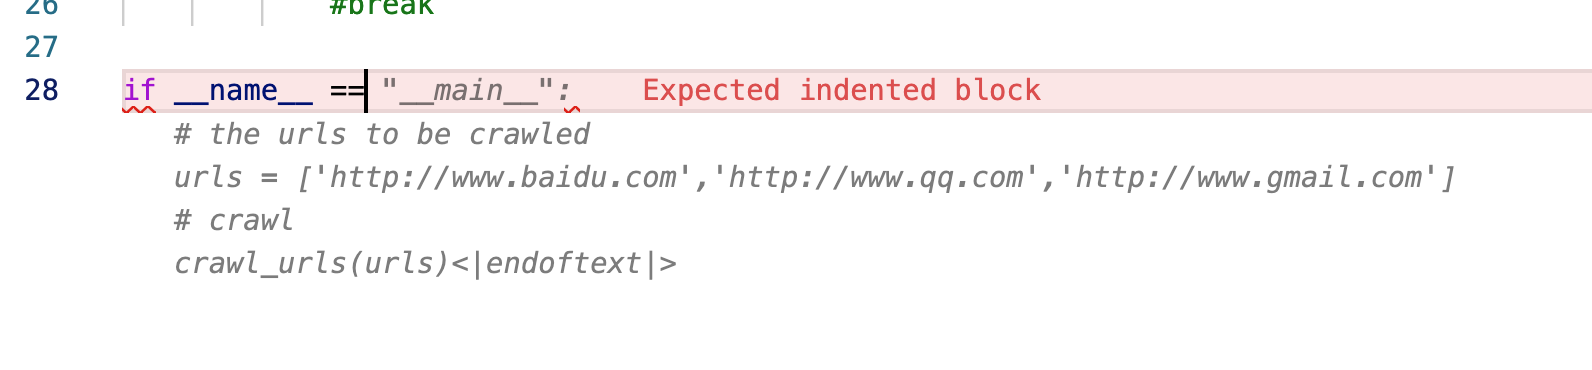 26 #break
27
28 if __name__ == "__main__": Expected indented block
# the urls to be crawled
urls = ['http://www.baidu.com','http://www.qq.com','http://www.gmail.com']
# crawl
crawl_urls(urls)<|endoftext|>